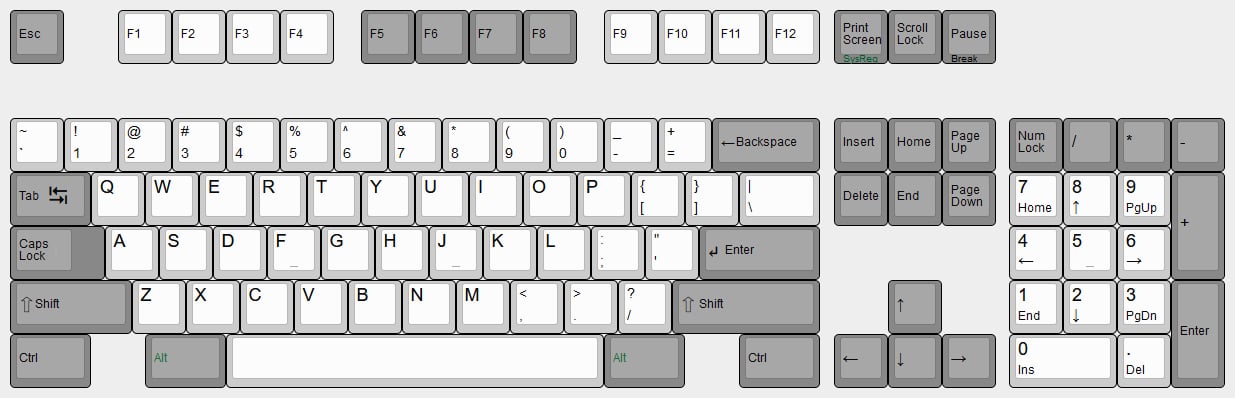 Esc F1 F2 F3 F4 F5 F6 F7 F8 F9 F10 F11 F12 Print Screen SysRq Scroll Lock Pause Break
~ ` ! 1 @ 2 # 3 $ 4 % 5 ^ 6 & 7 * 8 ( 9 ) 0 _ - + = ←Backspace Insert Home Page Up Num Lock / * -
Tab ↹ Q W E R T Y U I O P { [ } ] | \ Delete End Page Down 7 Home 8 ↑ 9 PgUp +
Caps Lock A S D F _ G H J _ K L : ; " ' ↵ Enter 4 ← 5 _ 6 →
⇧Shift Z X C V B N M < , > . ? / ⇧Shift ↑ 1 End 2 ↓ 3 PgDn Enter
Ctrl Alt Alt Ctrl ← ↓ → 0 Ins . Del